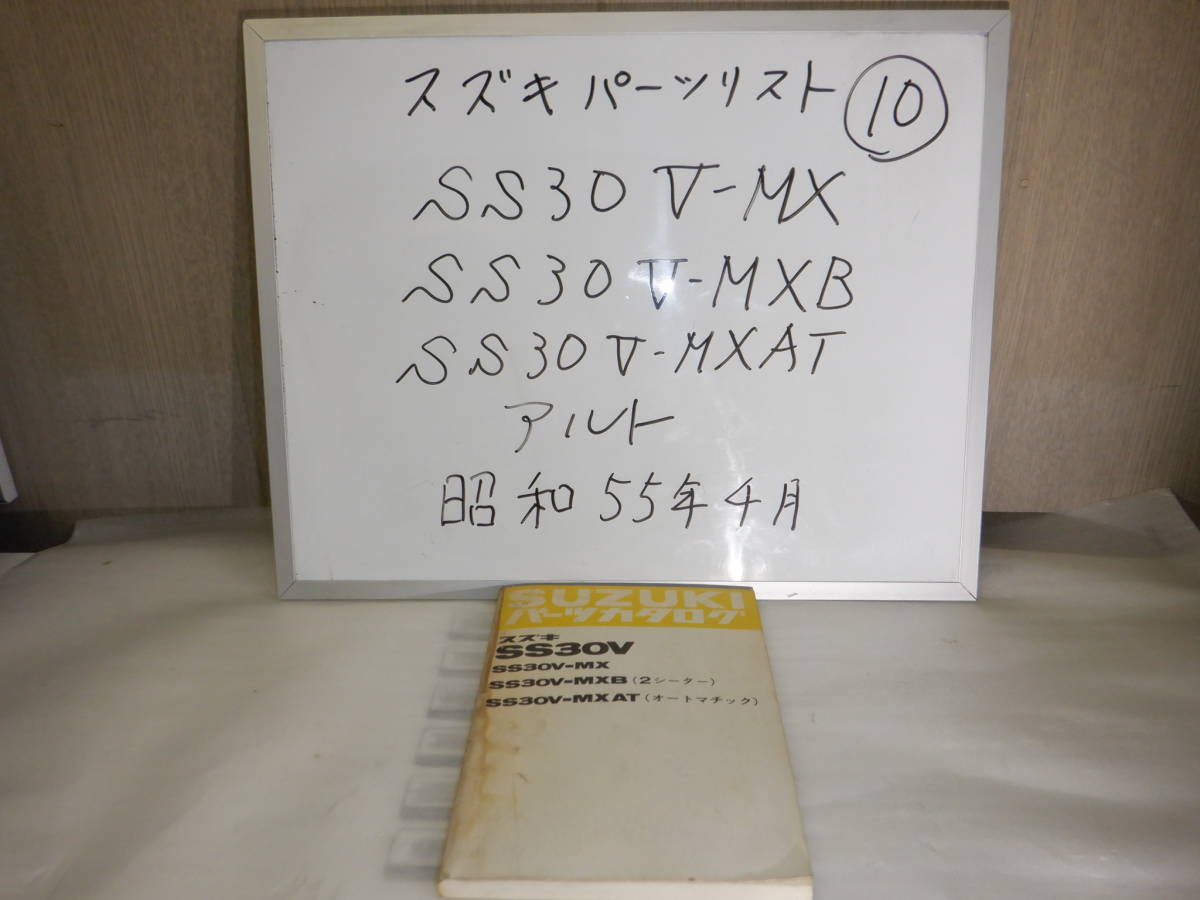 スズキパーツリスト ⑩
SS30V-MX
SS30V-MXB
SS30V-MXAT
アルト
昭和55年4月
SUZUKI
パーツカタログ
スズキ
SS30V
SS30V-MX
SS30V-MXB(2シーター)
SS30V-MXAT(オートマチック)